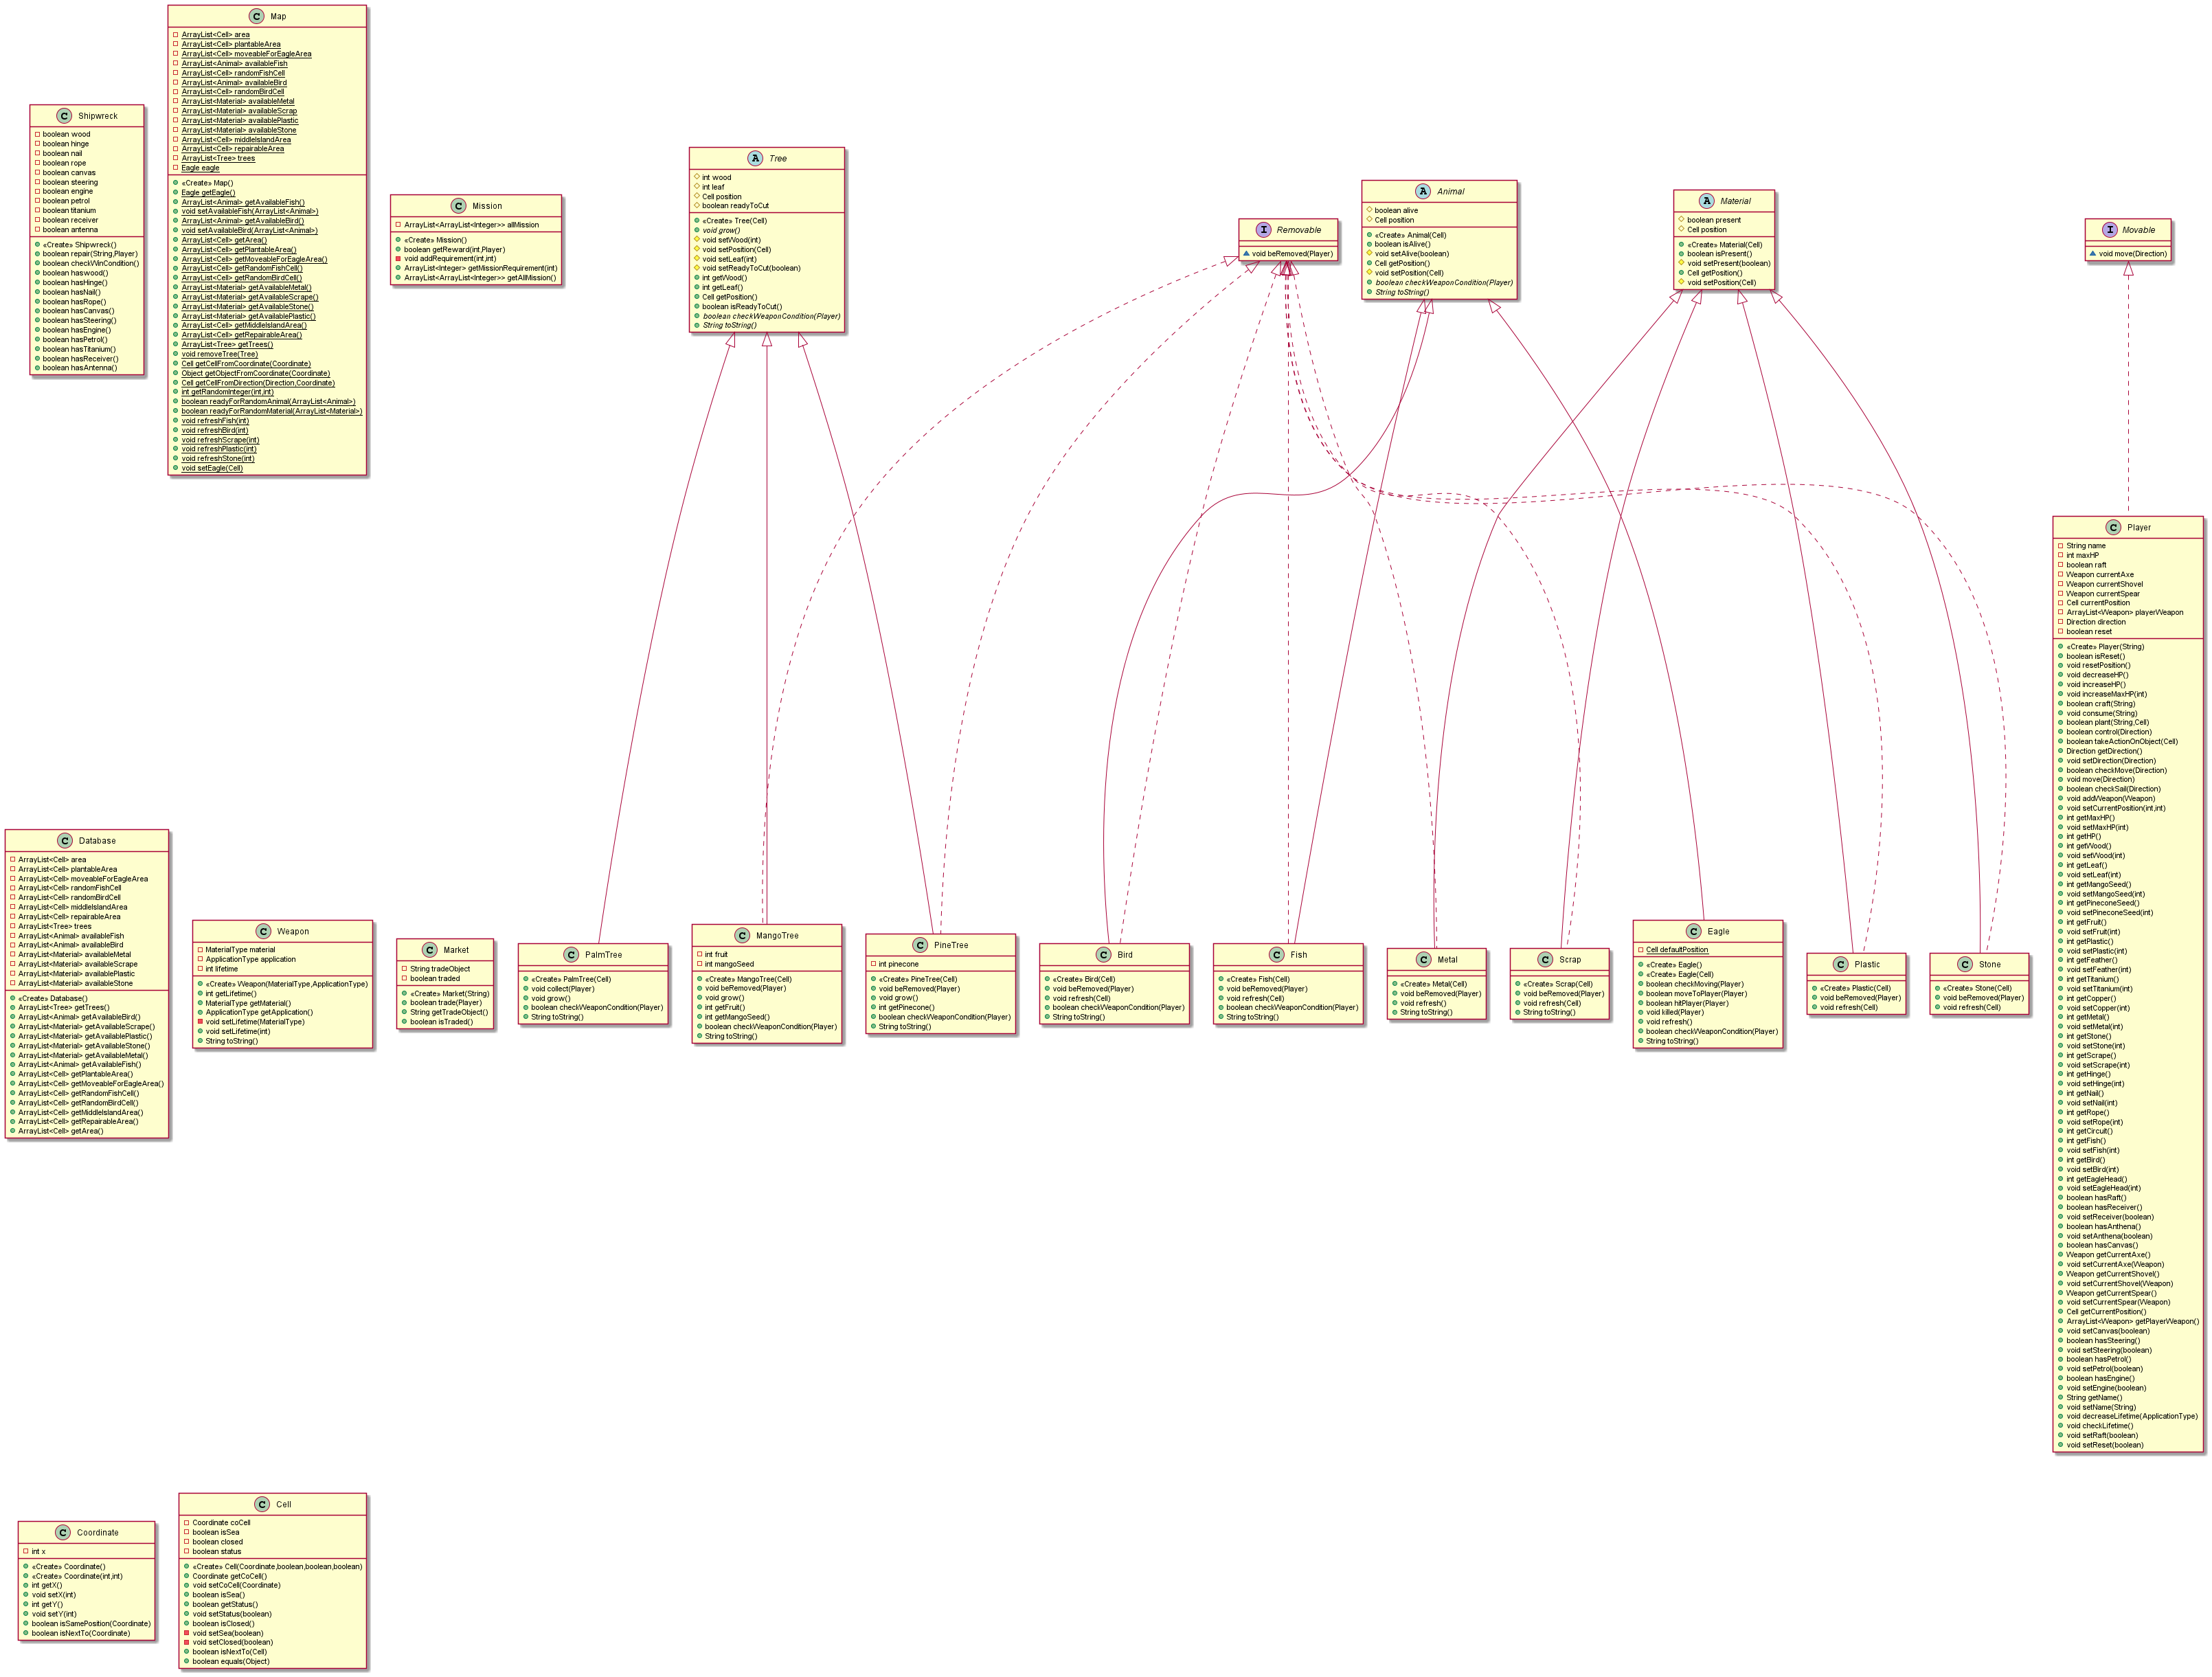 C Shipwreck
boolean wood
boolean hinge
boolean nail
boolean rope
boolean canvas
boolean steering
boolean engine
boolean petrol
boolean titanium
boolean receiver
boolean antenna
«Create» Shipwreck()
boolean repair(String,Player)
boolean checkWinCondition()
boolean haswood()
boolean hasHinge()
boolean hasNail()
boolean hasRope()
boolean hasCanvas()
boolean hasSteering()
boolean hasEngine()
boolean hasPetrol()
boolean hasTitanium()
boolean hasReceiver()
boolean hasAntenna()
C Map
ArrayList<Cell> area
ArrayList<Cell> plantableArea
ArrayList<Cell> moveableForEagleArea
ArrayList<Animal> availableFish
ArrayList<Cell> randomFishCell
ArrayList<Animal> availableBird
ArrayList<Cell> randomBirdCell
ArrayList<Material> availableMetal
ArrayList<Material> availableScrap
ArrayList<Material> availablePlastic
ArrayList<Material> availableStone
ArrayList<Cell> middleIslandArea
ArrayList<Cell> repairableArea
ArrayList<Tree> trees
Eagle eagle
«Create» Map()
Eagle getEagle()
ArrayList<Animal> getAvailableFish()
void setAvailableFish(ArrayList<Animal>)
ArrayList<Animal> getAvailableBird()
void setAvailableBird(ArrayList<Animal>)
ArrayList<Cell> getArea()
ArrayList<Cell> getPlantableArea()
ArrayList<Cell> getMoveableForEagleArea()
ArrayList<Cell> getRandomFishCell()
ArrayList<Cell> getRandomBirdCell()
ArrayList<Material> getAvailableMetal()
ArrayList<Material> getAvailableScrape()
ArrayList<Material> getAvailableStone()
ArrayList<Material> getAvailablePlastic()
ArrayList<Cell> getMiddleIslandArea()
ArrayList<Cell> getRepairableArea()
ArrayList<Tree> getTrees()
void removeTree(Tree)
Cell getCellFromCoordinate(Coordinate)
Object getObjectFromCoordinate(Coordinate)
Cell getCellFromDirection(Direction,Coordinate)
int getRandomInteger(int,int)
boolean readyForRandomAnimal(ArrayList<Animal>)
boolean readyForRandomMaterial(ArrayList<Material>)
void refreshFish(int)
void refreshBird(int)
void refreshScrape(int)
void refreshPlastic(int)
void refreshStone(int)
void setEagle(Cell)
C Mission
ArrayList<ArrayList<Integer>> allMission
«Create» Mission()
boolean getReward(int,Player)
void addRequirement(int,int)
ArrayList<Integer> getMissionRequirement(int)
ArrayList<ArrayList<Integer>> getAllMission()
A Tree
int wood
int leaf
Cell position
boolean readyToCut
«Create» Tree(Cell)
void grow()
void setWood(int)
void setPosition(Cell)
void setLeaf(int)
void setReadyToCut(boolean)
int getWood()
int getLeaf()
Cell getPosition()
boolean isReadyToCut()
boolean checkWeaponCondition(Player)
String toString()
I Removable
void beRemoved(Player)
A Animal
boolean alive
Cell position
«Create» Animal(Cell)
boolean isAlive()
void setAlive(boolean)
Cell getPosition()
void setPosition(Cell)
boolean checkWeaponCondition(Player)
String toString()
A Material
boolean present
Cell position
«Create» Material(Cell)
boolean isPresent()
void setPresent(boolean)
Cell getPosition()
void setPosition(Cell)
I Movable
void move(Direction)
C Player
String name
int maxHP
boolean raft
Weapon currentAxe
Weapon currentShovel
Weapon currentSpear
Cell currentPosition
ArrayList<Weapon> playerWeapon
Direction direction
boolean reset
«Create» Player(String)
boolean isReset()
void resetPosition()
void decreaseHP()
void increaseHP()
void increaseMaxHP(int)
boolean craft(String)
void consume(String)
boolean plant(String,Cell)
boolean control(Direction)
boolean takeActionOnObject(Cell)
Direction getDirection()
void setDirection(Direction)
boolean checkMove(Direction)
void move(Direction)
boolean checkSail(Direction)
void addWeapon(Weapon)
void setCurrentPosition(int,int)
int getMaxHP()
void setMaxHP(int)
int getHP()
int getWood()
void setWood(int)
int getLeaf()
void setLeaf(int)
int getMangoSeed()
void setMangoSeed(int)
int getPineconeSeed()
void setPineconeSeed(int)
int getFruit()
void setFruit(int)
int getPlastic()
void setPlastic(int)
int getFeather()
void setFeather(int)
int getTitanium()
void setTitanium(int)
int getCopper()
void setCopper(int)
int getMetal()
void setMetal(int)
int getStone()
void setStone(int)
int getScrape()
void setScrape(int)
int getHinge()
void setHinge(int)
int getNail()
void setNail(int)
int getRope()
void setRope(int)
int getCircuit()
int getFish()
void setFish(int)
int getBird()
void setBird(int)
int getEagleHead()
void setEagleHead(int)
boolean hasRaft()
boolean hasReceiver()
void setReceiver(boolean)
boolean hasAnthena()
void setAnthena(boolean)
boolean hasCanvas()
Weapon getCurrentAxe()
void setCurrentAxe(Weapon)
Weapon getCurrentShovel()
void setCurrentShovel(Weapon)
Weapon getCurrentSpear()
void setCurrentSpear(Weapon)
Cell getCurrentPosition()
ArrayList<Weapon> getPlayerWeapon()
void setCanvas(boolean)
boolean hasSteering()
void setSteering(boolean)
boolean hasPetrol()
void setPetrol(boolean)
boolean hasEngine()
void setEngine(boolean)
String getName()
void setName(String)
void decreaseLifetime(ApplicationType)
void checkLifetime()
void setRaft(boolean)
void setReset(boolean)
C Database
ArrayList<Cell> area
ArrayList<Cell> plantableArea
ArrayList<Cell> moveableForEagleArea
ArrayList<Cell> randomFishCell
ArrayList<Cell> randomBirdCell
ArrayList<Cell> middleIslandArea
ArrayList<Cell> repairableArea
ArrayList<Tree> trees
ArrayList<Animal> availableFish
ArrayList<Animal> availableBird
ArrayList<Material> availableMetal
ArrayList<Material> availableScrape
ArrayList<Material> availablePlastic
ArrayList<Material> availableStone
«Create» Database()
ArrayList<Tree> getTrees()
ArrayList<Animal> getAvailableBird()
ArrayList<Material> getAvailableScrape()
ArrayList<Material> getAvailablePlastic()
ArrayList<Material> getAvailableStone()
ArrayList<Material> getAvailableMetal()
ArrayList<Animal> getAvailableFish()
ArrayList<Cell> getPlantableArea()
ArrayList<Cell> getMoveableForEagleArea()
ArrayList<Cell> getRandomFishCell()
ArrayList<Cell> getRandomBirdCell()
ArrayList<Cell> getMiddleIslandArea()
ArrayList<Cell> getRepairableArea()
ArrayList<Cell> getArea()
C Weapon
MaterialType material
ApplicationType application
int lifetime
«Create» Weapon(MaterialType,ApplicationType)
int getLifetime()
MaterialType getMaterial()
ApplicationType getApplication()
void setLifetime(MaterialType)
void setLifetime(int)
String toString()
C Market
String tradeObject
boolean traded
«Create» Market(String)
boolean trade(Player)
String getTradeObject()
boolean isTraded()
C PalmTree
«Create» PalmTree(Cell)
void collect(Player)
void grow()
boolean checkWeaponCondition(Player)
String toString()
C MangoTree
int fruit
int mangoSeed
«Create» MangoTree(Cell)
void beRemoved(Player)
void grow()
int getFruit()
int getMangoSeed()
boolean checkWeaponCondition(Player)
String toString()
C PineTree
int pinecone
«Create» PineTree(Cell)
void beRemoved(Player)
void grow()
int getPinecone()
boolean checkWeaponCondition(Player)
String toString()
C Bird
«Create» Bird(Cell)
void beRemoved(Player)
void refresh(Cell)
boolean checkWeaponCondition(Player)
String toString()
C Fish
«Create» Fish(Cell)
void beRemoved(Player)
void refresh(Cell)
boolean checkWeaponCondition(Player)
String toString()
C Metal
«Create» Metal(Cell)
void beRemoved(Player)
void refresh()
String toString()
C Scrap
«Create» Scrap(Cell)
void beRemoved(Player)
void refresh(Cell)
String toString()
C Eagle
Cell defaultPosition
«Create» Eagle()
«Create» Eagle(Cell)
boolean checkMoving(Player)
boolean moveToPlayer(Player)
boolean hitPlayer(Player)
void killed(Player)
void refresh()
boolean checkWeaponCondition(Player)
String toString()
C Plastic
«Create» Plastic(Cell)
void beRemoved(Player)
void refresh(Cell)
C Stone
«Create» Stone(Cell)
void beRemoved(Player)
void refresh(Cell)
C Coordinate
int x
«Create» Coordinate()
«Create» Coordinate(int,int)
int getX()
void setX(int)
int getY()
void setY(int)
boolean isSamePosition(Coordinate)
boolean isNextTo(Coordinate)
C Cell
Coordinate coCell
boolean isSea
boolean closed
boolean status
«Create» Cell(Coordinate,boolean,boolean,boolean)
Coordinate getCoCell()
void setCoCell(Coordinate)
boolean isSea()
boolean getStatus()
void setStatus(boolean)
boolean isClosed()
void setSea(boolean)
void setClosed(boolean)
boolean isNextTo(Cell)
boolean equals(Object)